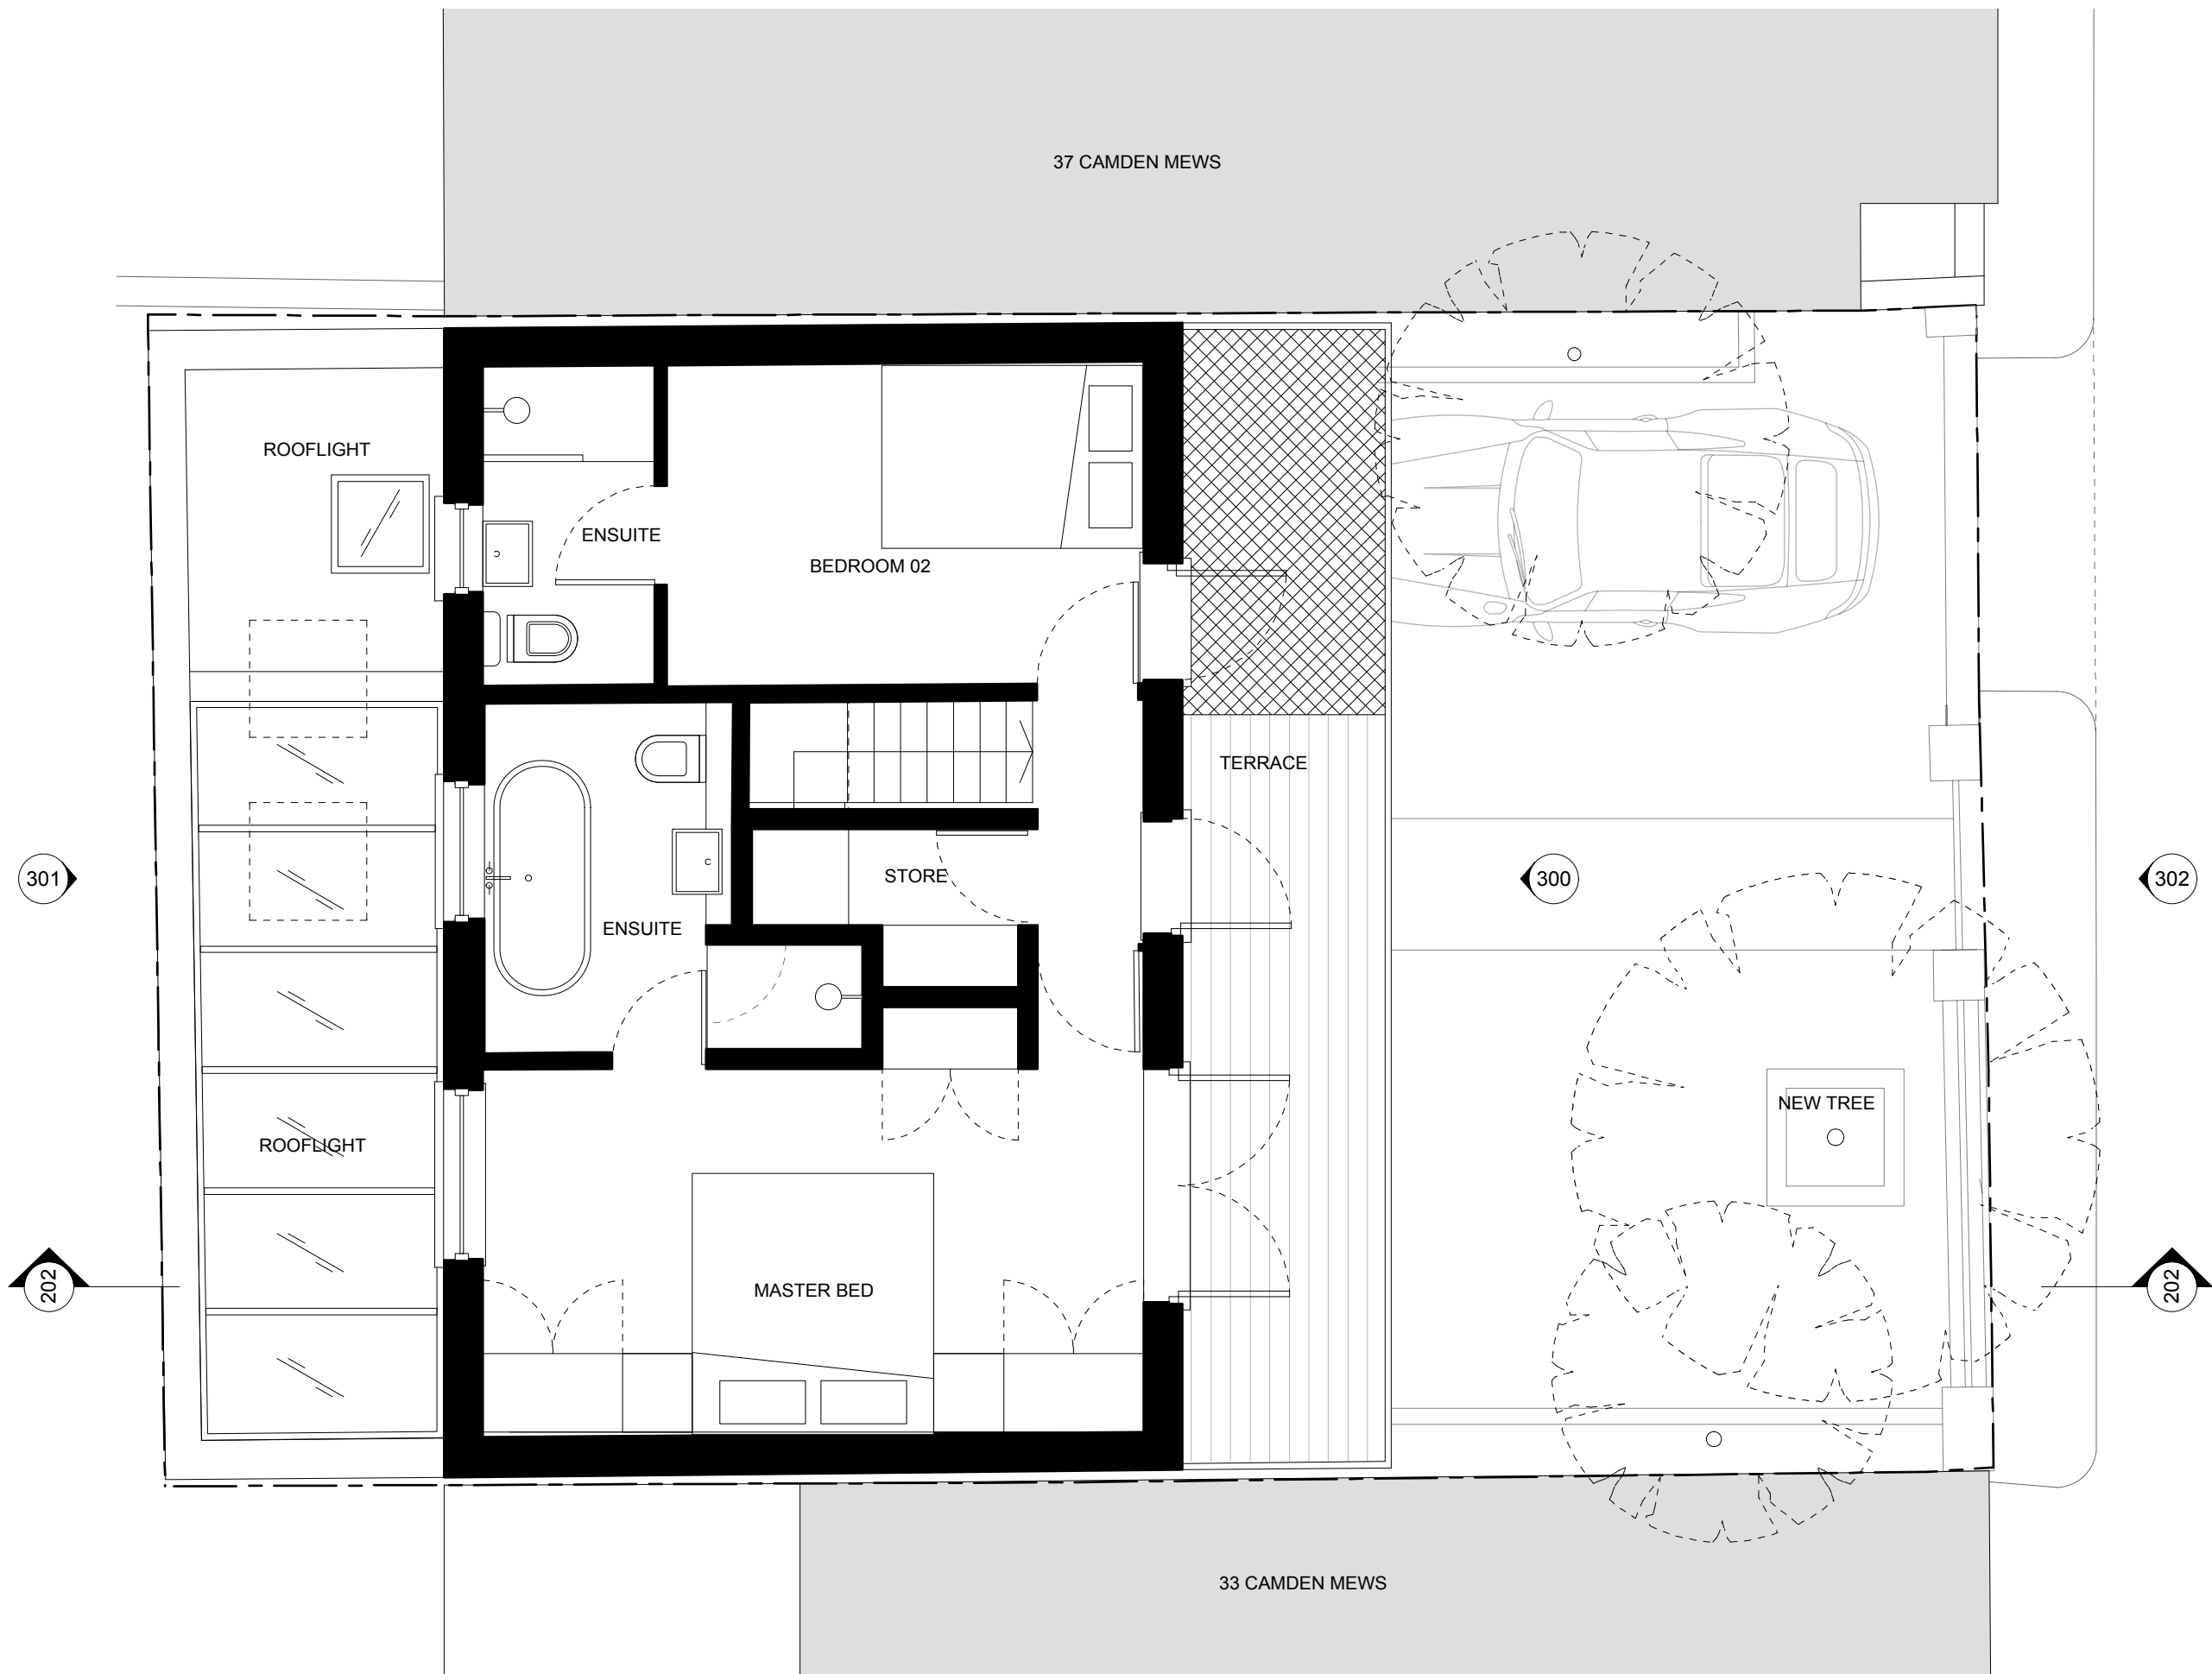 37 CAMDEN MEWS
ROOFLIGHT
ENSUITE
BEDROOM 02
TERRACE
301
STORE
300
302
ENSUITE
NEW TREE
ROOFLIGHT
202
MASTER BED
202
33 CAMDEN MEWS